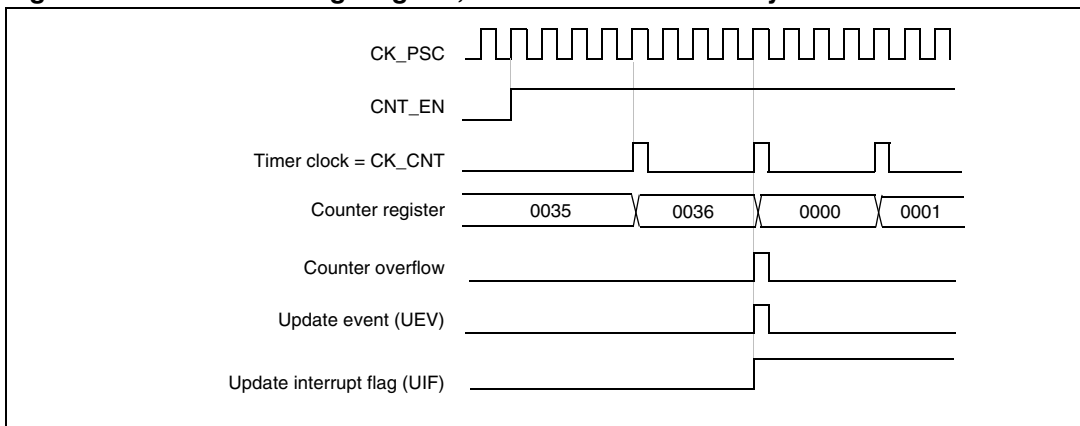 CK_PSC
CNT_EN
Timer clock = CK_CNT
Counter register 0035 0036 0000 0001
Counter overflow
Update event (UEV)
Update interrupt flag (UIF)